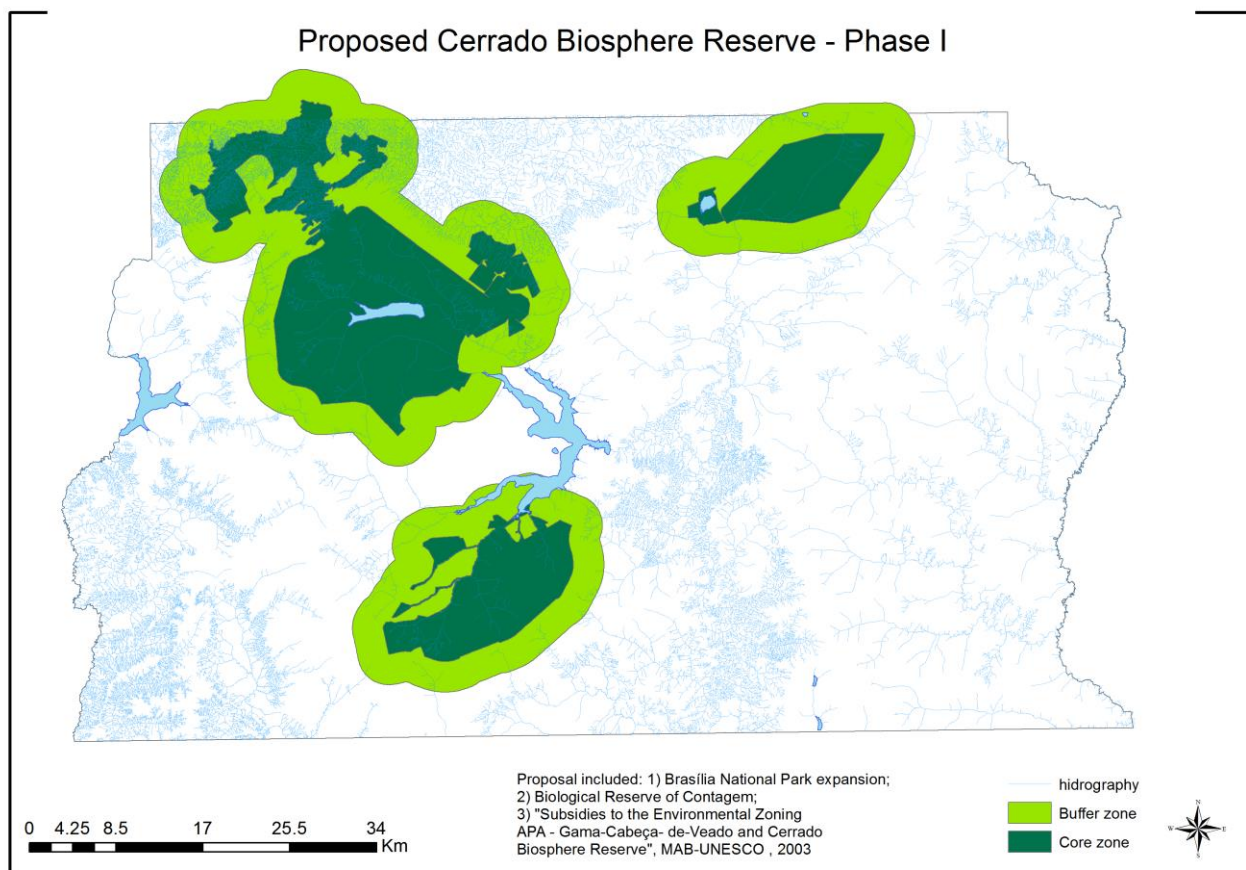 Proposed Cerrado Biosphere Reserve - Phase I
Proposal included: 1) Brasília National Park expansion;
2) Biological Reserve of Contagem;
3) "Subsidies to the Environmental Zoning
APA - Gama-Cabeça- de-Veado and Cerrado
Biosphere Reserve", MAB-UNESCO , 2003
hidrography
Buffer zone
Core zone
0 4.25 8.5 17 25.5 34
Km
N
W E
S